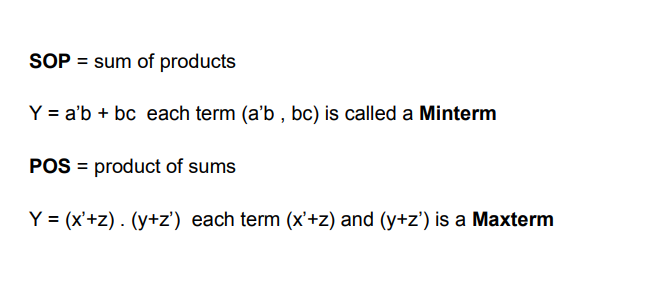 SOP = sum of products
Y = a’b + bc  each term (a’b , bc) is called a Minterm
POS = product of sums
Y = (x’+z) . (y+z’)  each term (x’+z) and (y+z’) is a Maxterm